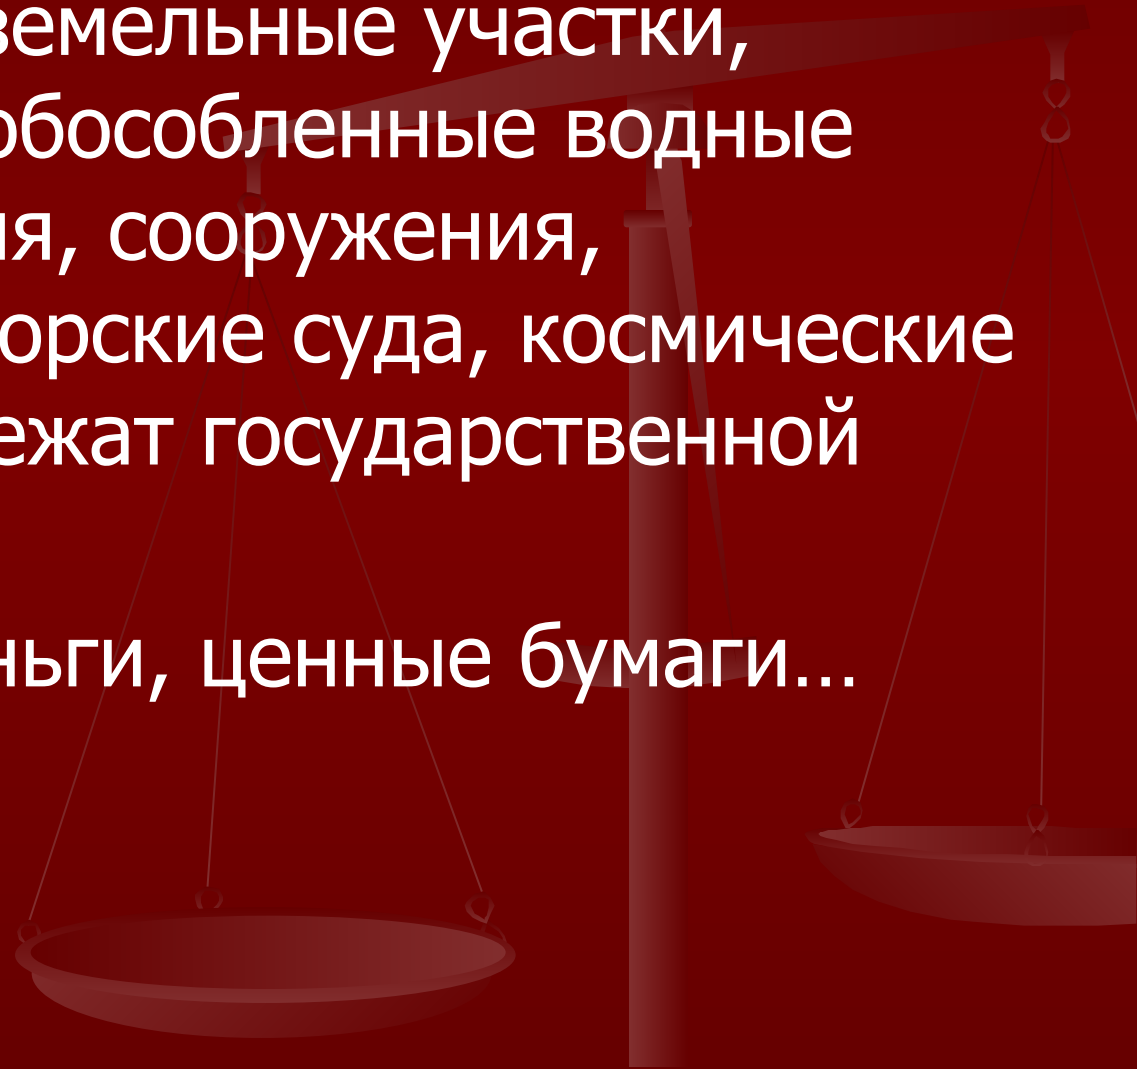 земельные участки,
обособленные водные
ия, сооружения,
орские суда, космические
ежат государственной
ньги, ценные бумаги…